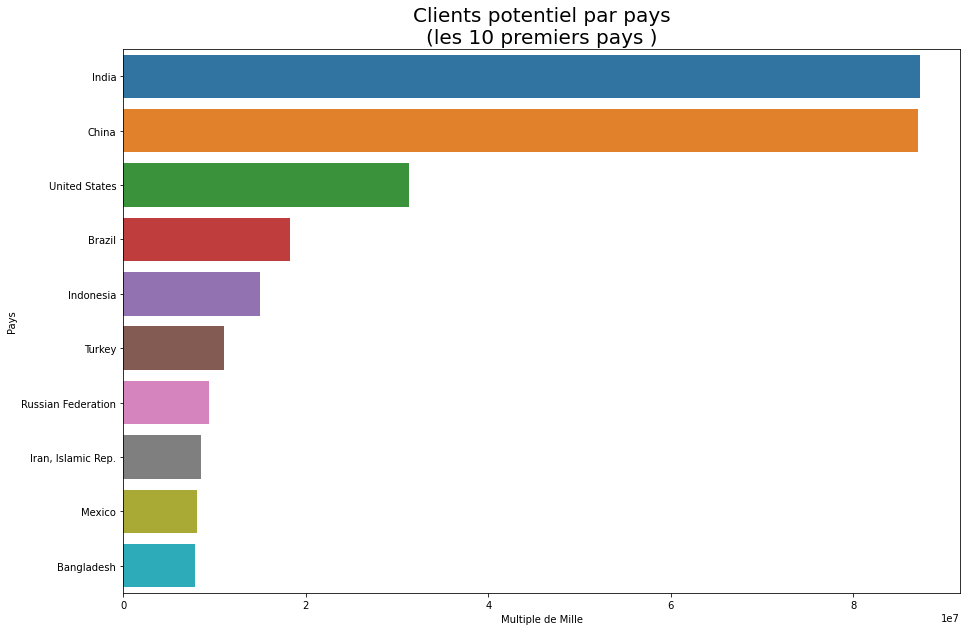 Clients potentiel par pays
(les 10 premiers pays )
Pays
India
China
United States
Brazil
Indonesia
Turkey
Russian Federation
Iran, Islamic Rep.
Mexico
Bangladesh
0 2 4 6 8
1e7
Multiple de Mille